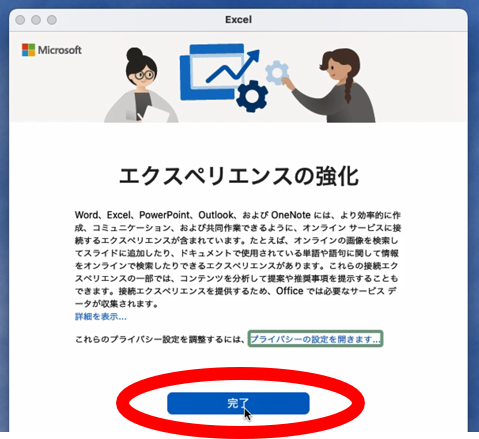 Excel
Microsoft
エクスペリエンスの強化
Word、Excel、PowerPoint、Outlook、および OneNote には、より効率的に作
成、コミュニケーション、および共同作業できるように、オンライン サービスに接
続するエクスペリエンスが含まれています。たとえば、オンラインの画像を検索し
てスライドに追加したり、ドキュメントで使用されている単語や語句に関して情報
をオンラインで検索したりできるエクスペリエンスがあります。これらの接続エクス
ペリエンスの一部では、コンテンツを分析して提案や推奨事項を提示することも
できます。接続エクスペリエンスを提供するため、Office では必要なサービス デ
ータが収集されます。
詳細を表示...
これらのプライバシー設定を調整するには、プライバシーの設定を開きます...
完了